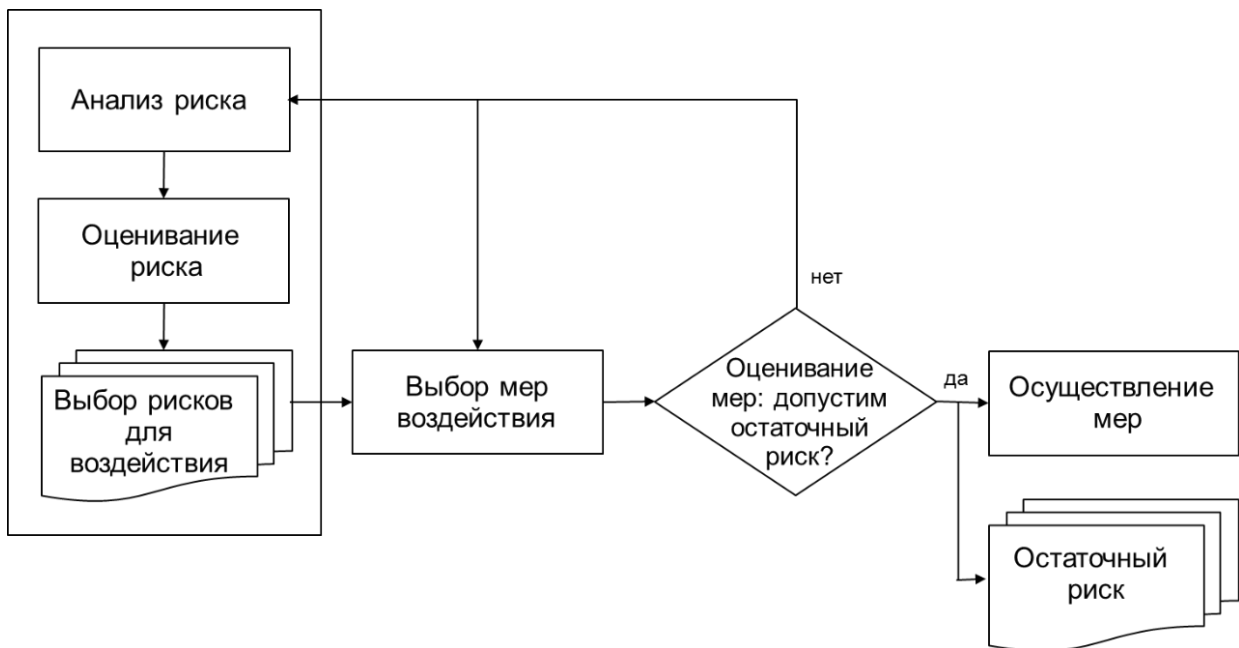 Анализ риска
Оценивание
риска
Выбор рисков
для
воздействия
Выбор мер
воздействия
Оценивание
мер: допустим
остаточный
риск?
нет
да
Осуществление
мер
Остаточный
риск